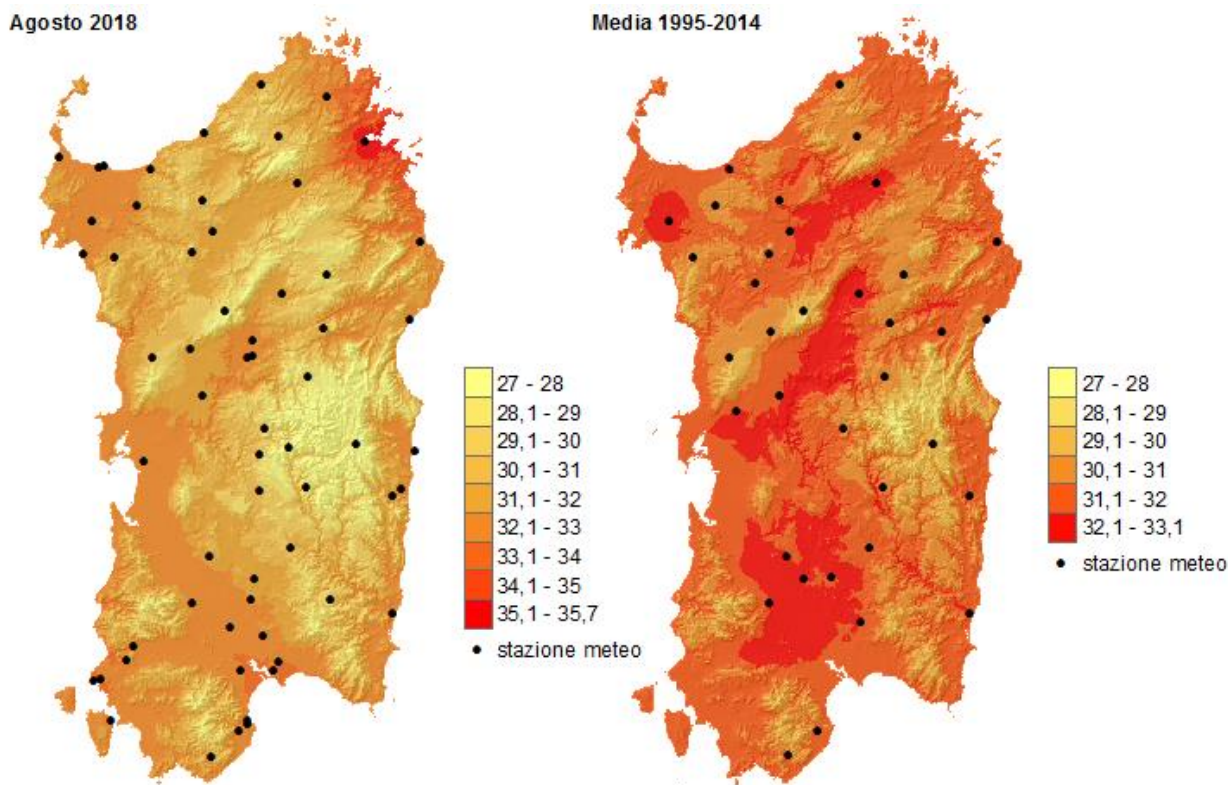 Agosto 2018
27 - 28
28,1 - 29
29,1 - 30
30,1 - 31
31,1 - 32
32,1 - 33
33,1 - 34
34,1 - 35
35,1 - 35,7
stazione meteo
Media 1995-2014
27 - 28
28,1 - 29
29,1 - 30
30,1 - 31
31,1 - 32
32,1 - 33,1
stazione meteo